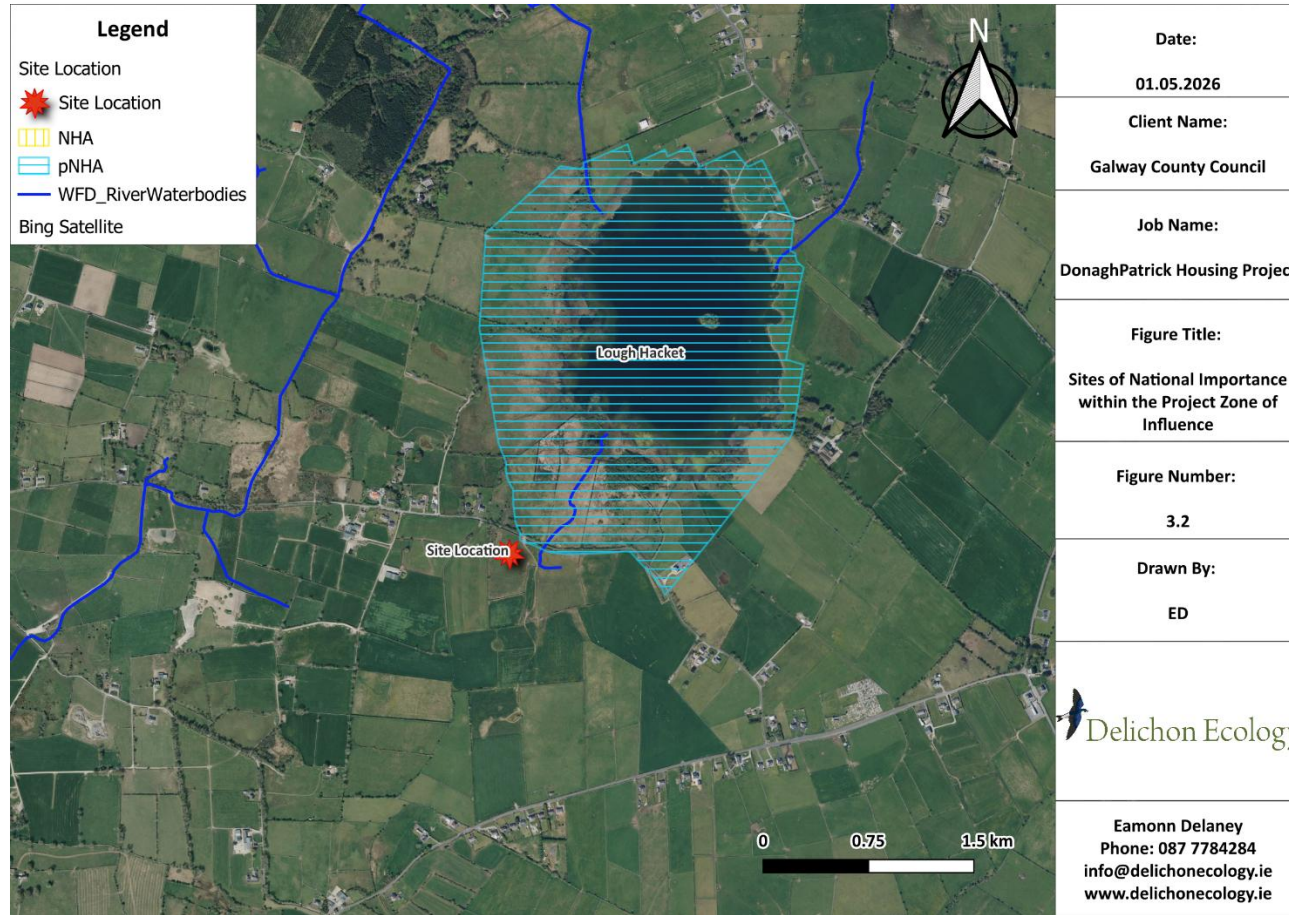 Legend
Site Location
Site Location
NHA
pNHA
WFD_RiverWaterbodies
Bing Satellite
N
Lough Hacket
Site Location
0 0.75 1.5 km
Date:
01.05.2026
Client Name:
Galway County Council
Job Name:
DonaghPatrick Housing Projec
Figure Title:
Sites of National Importance
within the Project Zone of
Influence
Figure Number:
3.2
Drawn By:
ED
Delichon Ecology
Eamonn Delaney
Phone: 087 7784284
info@delichonecology.ie
www.delichonecology.ie